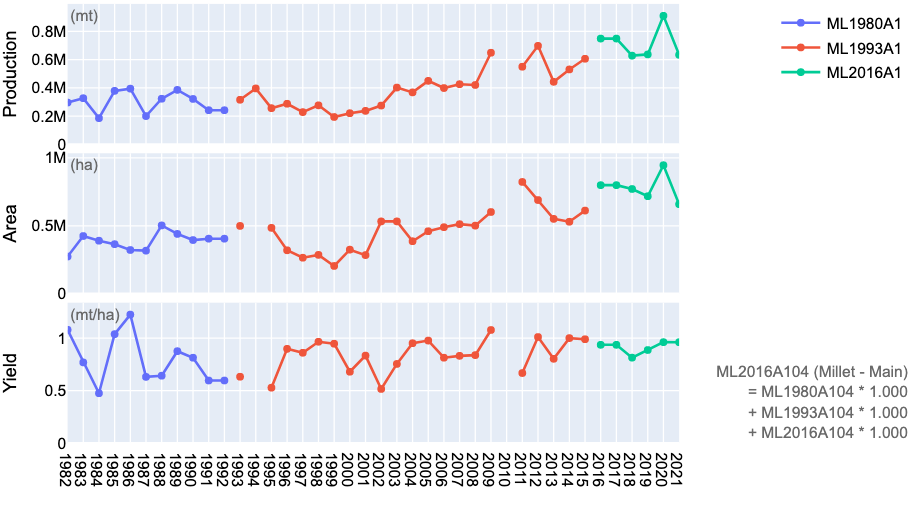 (mt)
Production
0.8M
0.6M
0.4M
0.2M
0
ML1980A1
ML1993A1
ML2016A1
(ha)
Area
1M
0.5M
0
(mt/ha)
Yield
1
0.5
0
1982
1983
1984
1985
1986
1987
1988
1989
1990
1991
1992
1993
1994
1995
1996
1997
1998
1999
2000
2001
2002
2003
2004
2005
2006
2007
2008
2009
2010
2011
2012
2013
2014
2015
2016
2017
2018
2019
2020
2021
ML2016A104 (Millet - Main)
= ML1980A104 * 1.000
+ ML1993A104 * 1.000
+ ML2016A104 * 1.000